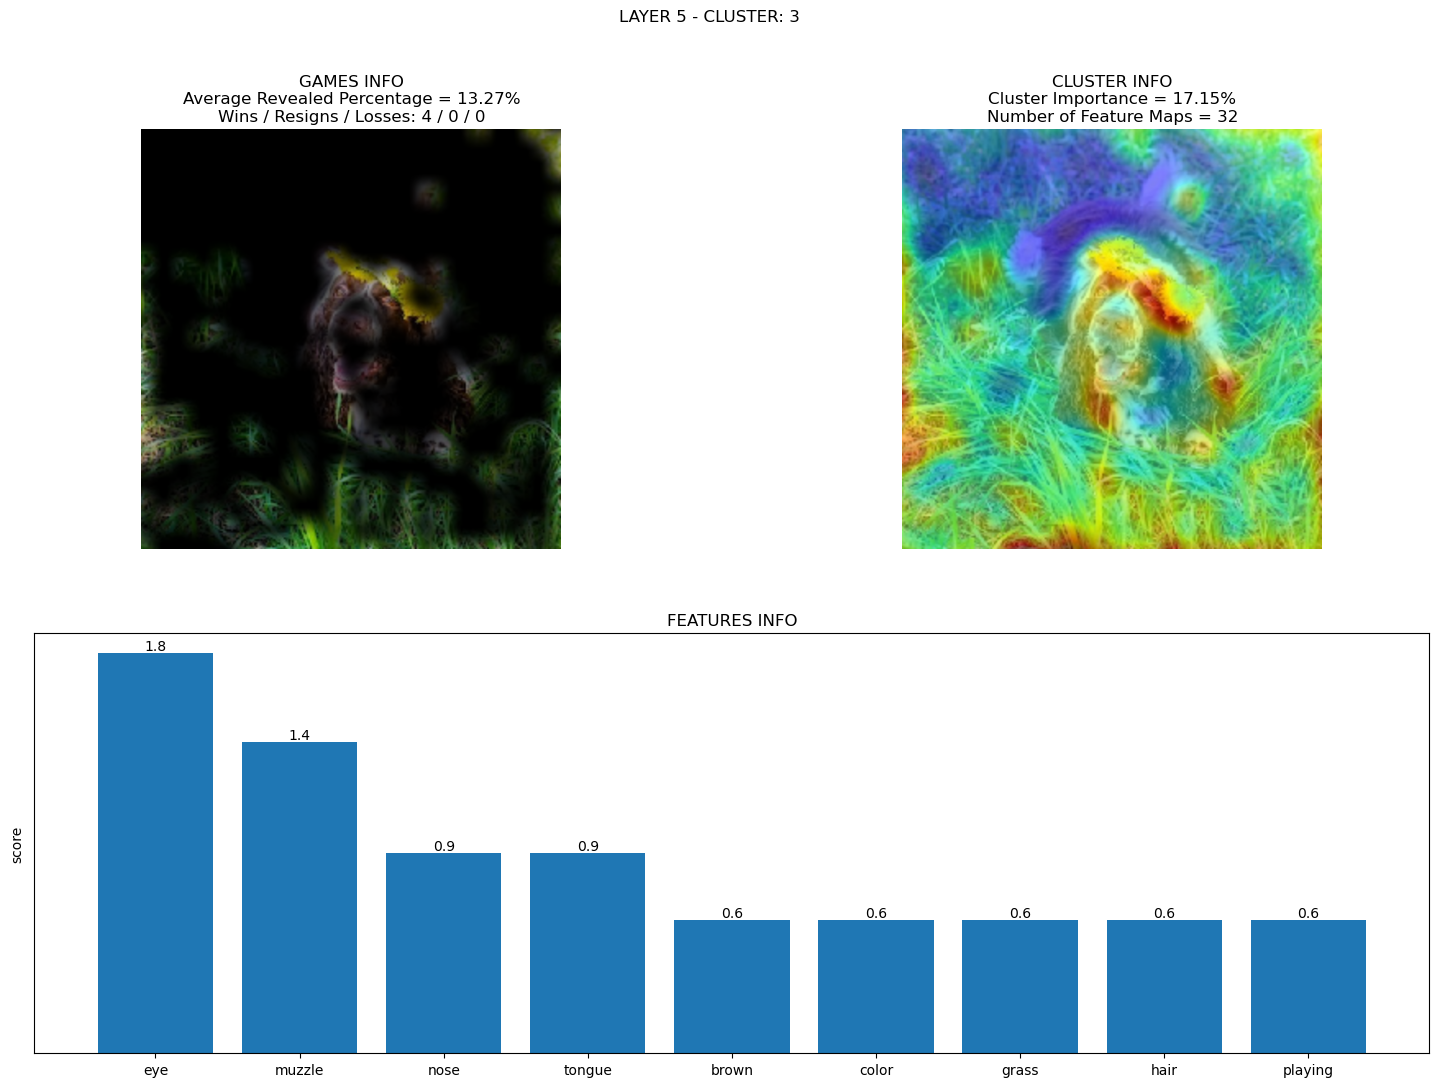 LAYER 5 - CLUSTER: 3
GAMES INFO
Average Revealed Percentage = 13.27%
Wins / Resigns / Losses: 4 / 0 / 0
CLUSTER INFO
Cluster Importance = 17.15%
Number of Feature Maps = 32
FEATURES INFO
score
1.8
1.4
0.9
0.9
0.6
0.6
0.6
0.6
0.6
eye
muzzle
nose
tongue
brown
color
grass
hair
playing